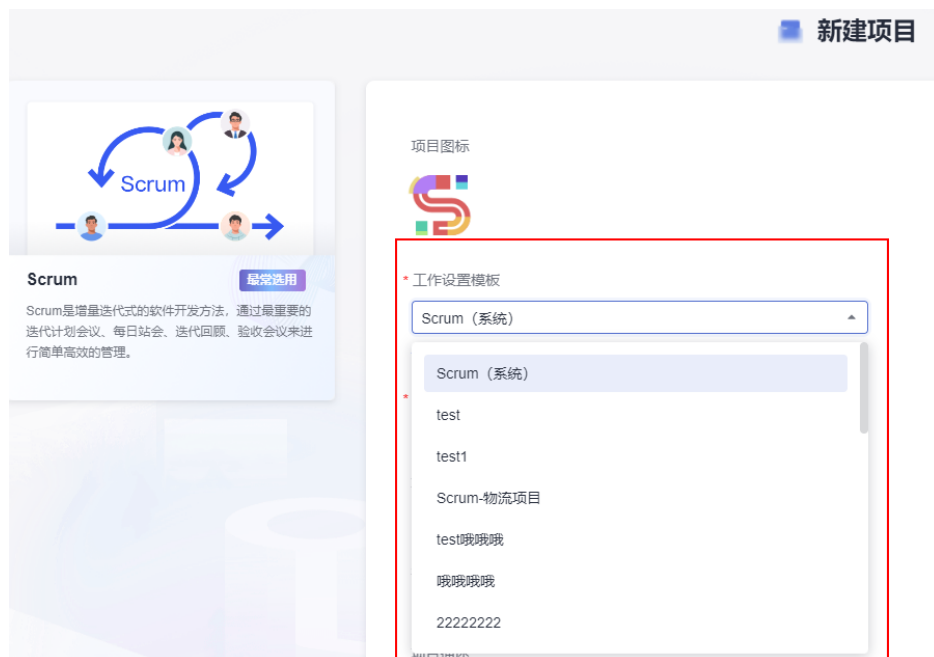 新建项目
Scrum
Scrum
最常选用
Scrum是增量迭代式的软件开发方法，通过最重要的
迭代计划会议、每日站会、迭代回顾、验收会议来进
行简单高效的管理。
项目图标
* 工作设置模板
Scrum（系统）
Scrum（系统）
*
test
test1
Scrum-物流项目
test哦哦哦
哦哦哦哦
22222222